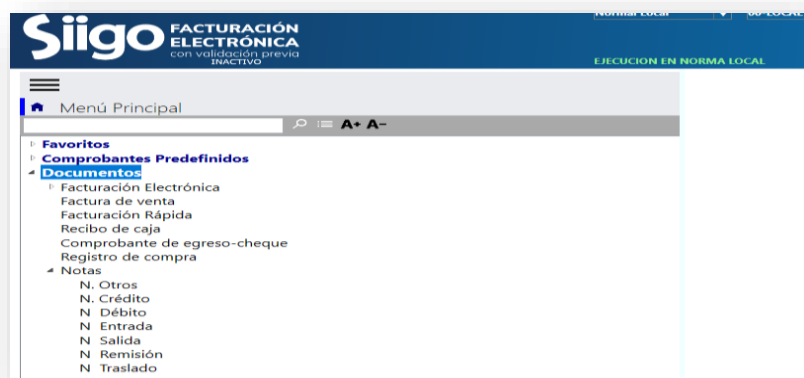 Siigo FACTURACIÓN
ELECTRÓNICA
con validación previa
INACTIVO
Normal Local
00-LOCAL
EJECUCION EN NORMA LOCAL
Menú Principal
A+ A-
Favoritos
Comprobantes Predefinidos
Documentos
Facturación Electrónica
Factura de venta
Facturación Rápida
Recibo de caja
Comprobante de egreso-cheque
Registro de compra
Notas
N. Otros
N. Crédito
N Débito
N Entrada
N Salida
N Remisión
N Traslado